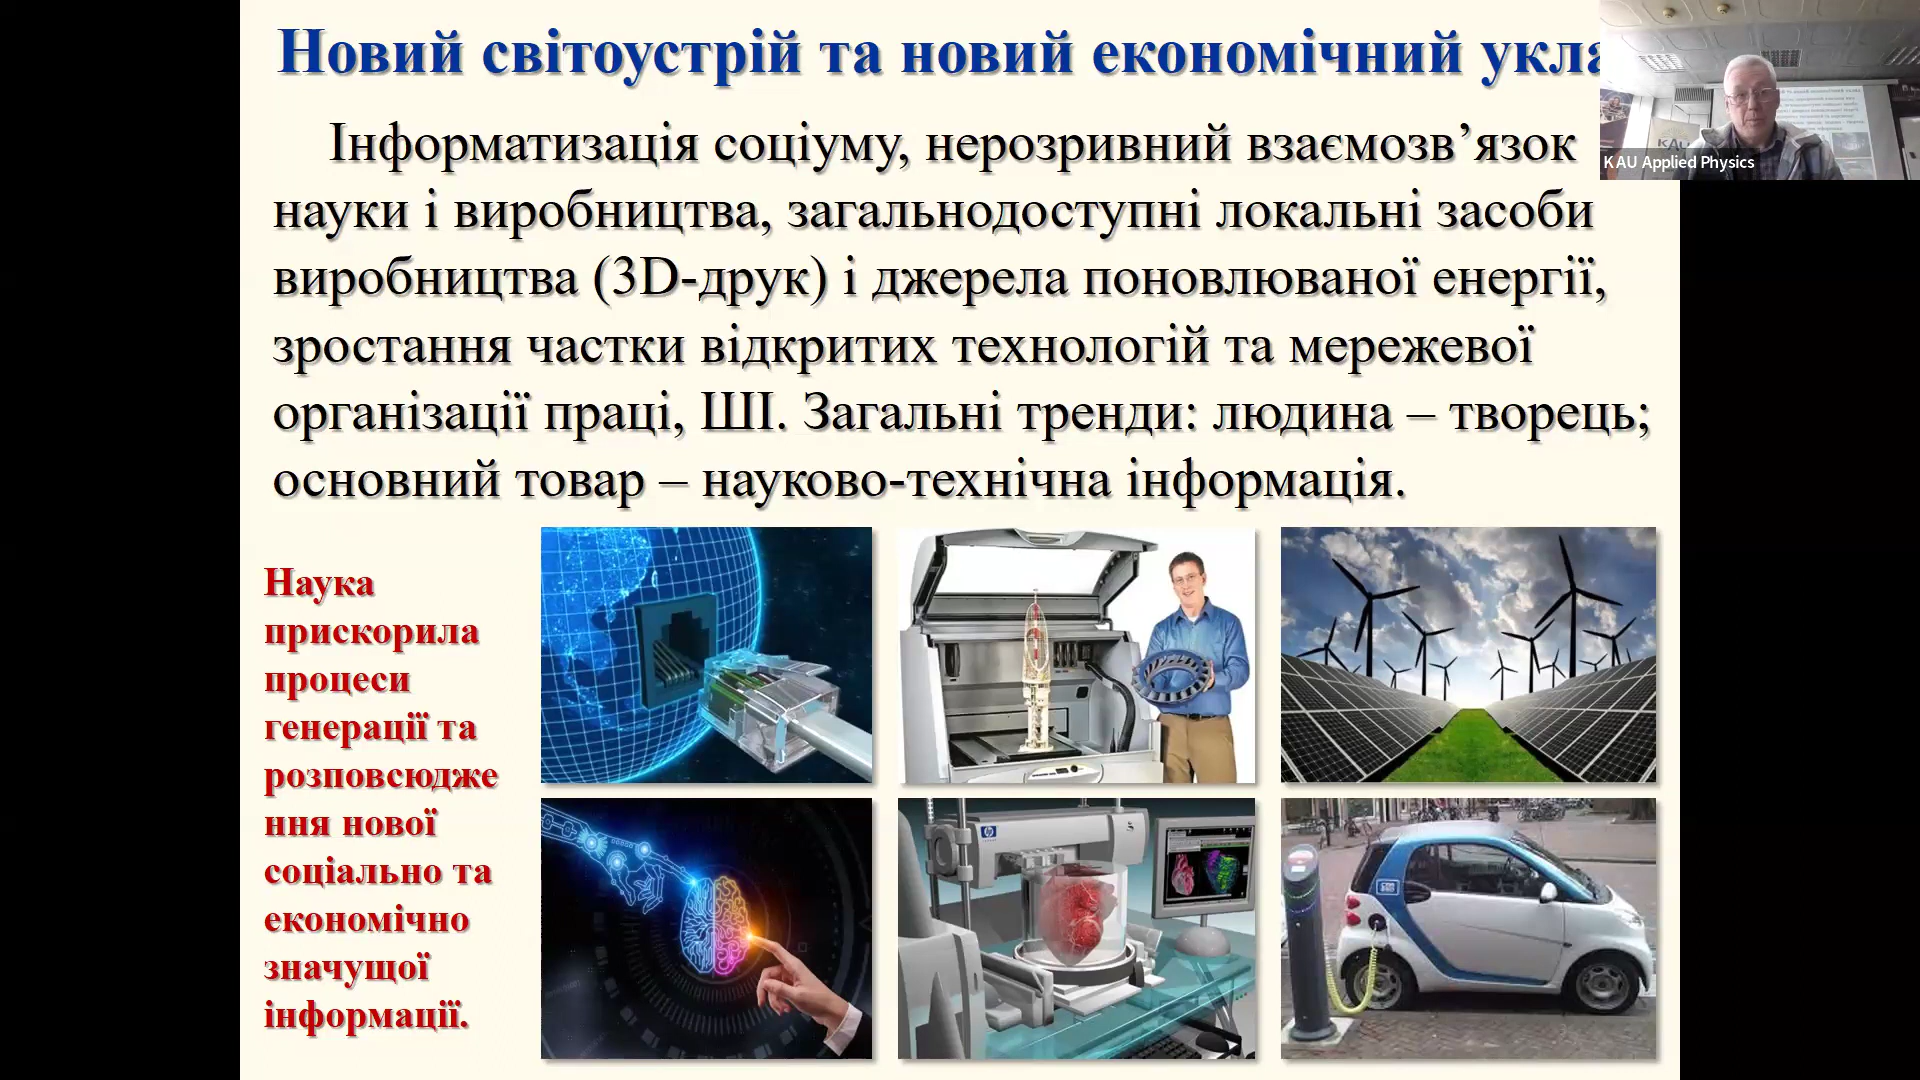 Новий світоустрій та новий економічний укла
Інформатизація соціуму, нерозривний взаємозв’язок
науки і виробництва, загальнодоступні локальні засоби
виробництва (3D-друк) і джерела поновлюваної енергії,
зростання частки відкритих технологій та мережевої
організації праці, ШІ. Загальні тренди: людина – творець;
основний товар – науково-технічна інформація.
Наука
прискорила
процеси
генерації та
розповсюдже
ння нової
соціально та
економічно
значущої
інформації.
KAU Applied Physics
KAU
hp